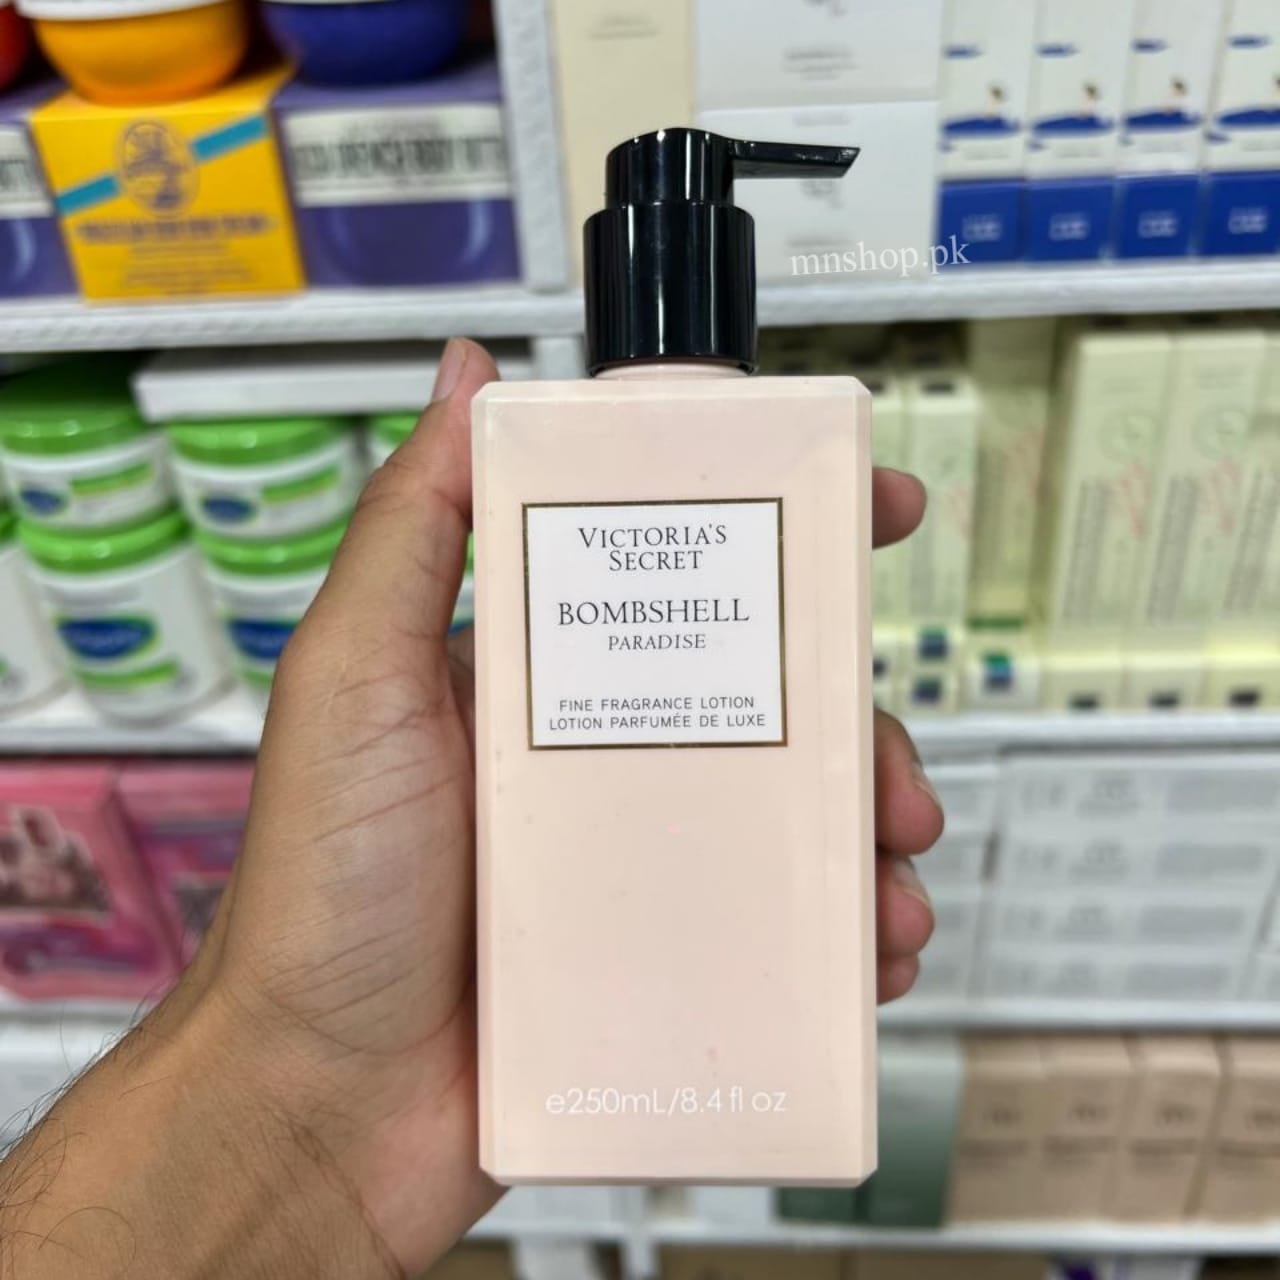 mnshop.pk
VICTORIA'S
SECRET
BOMBSHELL
PARADISE
FINE FRAGRANCE LOTION
LOTION PARFUMÉE DE LUXE
e250mL/8.4 fl oz